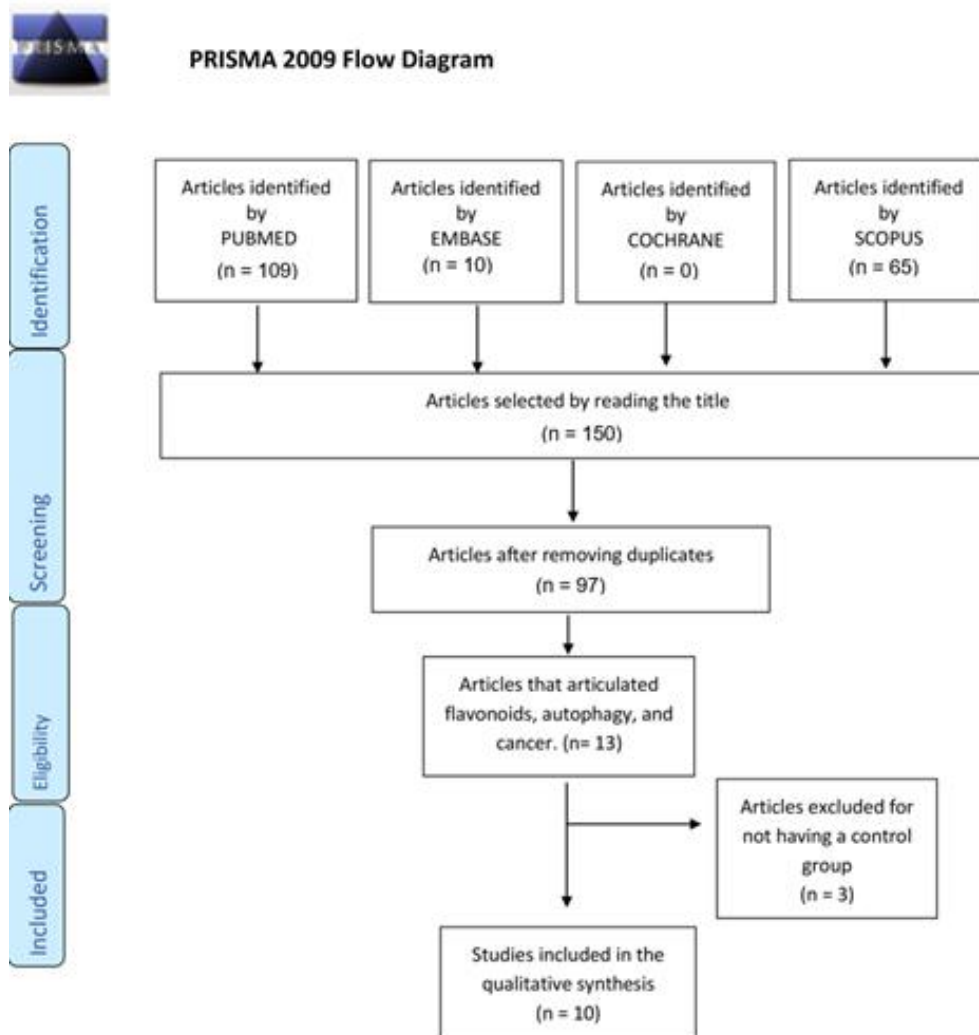 PRISMA
PRISMA 2009 Flow Diagram
Identification
Articles identified
by
PUBMED
(n = 109)
Articles identified
by
EMBASE
(n = 10)
Articles identified
by
COCHRANE
(n = 0)
Articles identified
by
SCOPUS
(n = 65)
Screening
Articles selected by reading the title
(n = 150)
Articles after removing duplicates
(n = 97)
Eligibility
Articles that articulated
flavonoids, autophagy, and
cancer. (n= 13)
Articles excluded for
not having a control
group
(n = 3)
Included
Studies included in the
qualitative synthesis
(n = 10)